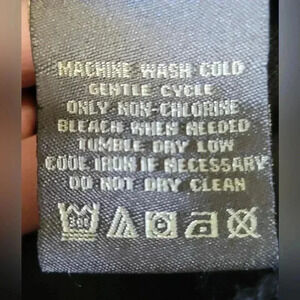 MACHINE WASH COLD
GENTLE CYCLE
ONLY NON-CHLORINE
BLEACH WHEN NEEDED
TUMBLE DRY LOW
COOL IRON IF NECESSARY
DO NOT DRY CLEAN